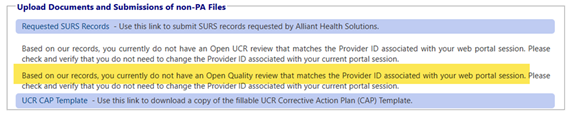 Upload Documents and Submissions of non-PA Files
Requested SURS Records - Use this link to submit SURS records requested by Alliant Health Solutions.
Based on our records, you currently do not have an Open UCR review that matches the Provider ID associated with your web portal session. Please
check and verify that you do not need to change the Provider ID associated with your current portal session.
Based on our records, you currently do not have an Open Quality review that matches the Provider ID associated with your web portal session. Please
check and verify that you do not need to change the Provider ID associated with your current portal session.
UCR CAP Template - Use this link to download a copy of the fillable UCR Corrective Action Plan (CAP) Template.